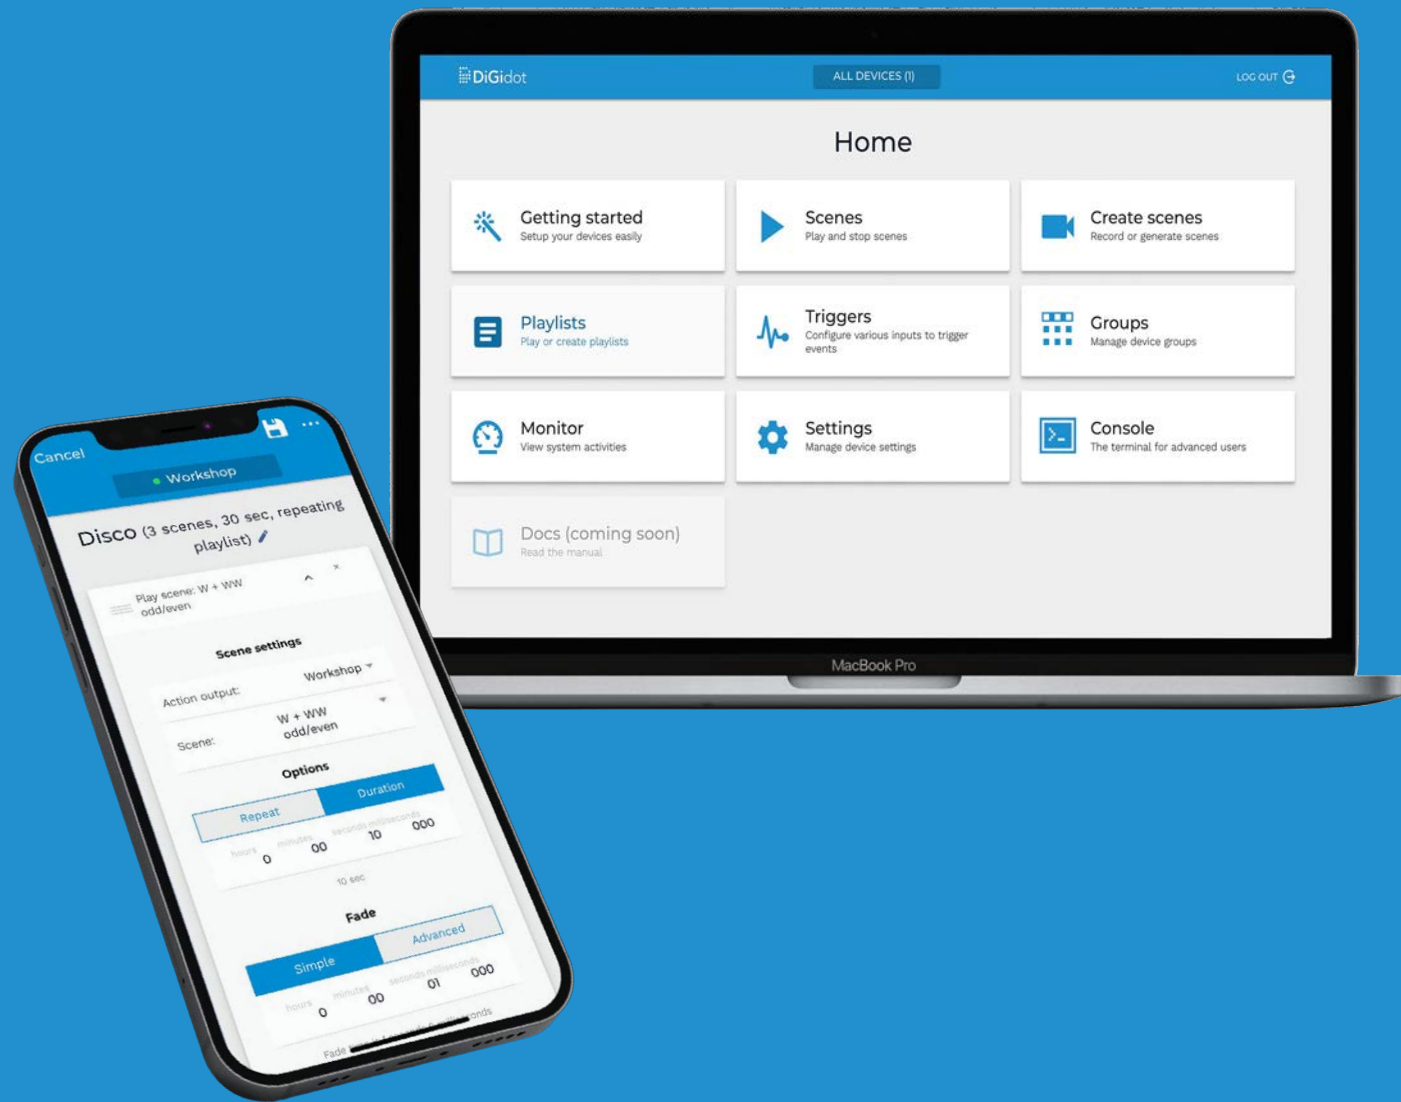 DiGidot
ALL DEVICES (1)
LOG OUT
Home
Getting started
Setup your devices easily
Scenes
Play and stop scenes
Create scenes
Record or generate scenes
Playlists
Play or create playlists
Triggers
Configure various inputs to trigger
events
Groups
Manage device groups
Monitor
View system activities
Settings
Manage device settings
Console
The terminal for advanced users
Docs (coming soon)
Read the manual
MacBook Pro
Cancel
Workshop
Disco (3 scenes, 30 sec, repeating
playlist)
Play scene: W + WW
odd/even
Scene settings
Action output: Workshop
Scene: W + WW
odd/even
Options
Repeat Duration
hours minutes seconds milliseconds
0 00 10 000
10 sec
Fade
Simple Advanced
hours minutes seconds milliseconds
0 00 01 000
Fade